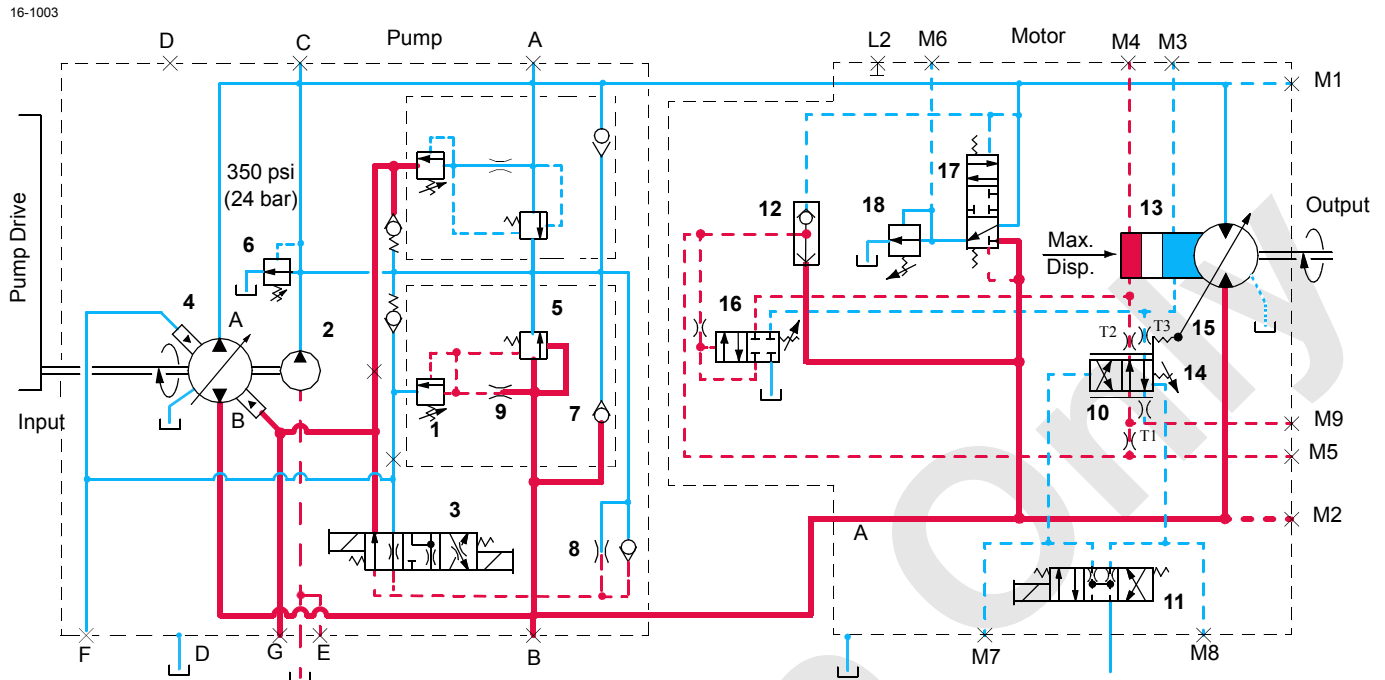 16-1003
D
C
Pump
A
L2
M6
Motor
M4
M3
M1
Pump Drive
350 psi
(24 bar)
17
12
18
13
Output
6
Max.
Disp.
4
A
2
5
16
T2
T3
15
14
9
7
10
1
B
Input
M9
T1
M5
3
M2
8
A
11
F
D
G
E
B
M7
M8
Only